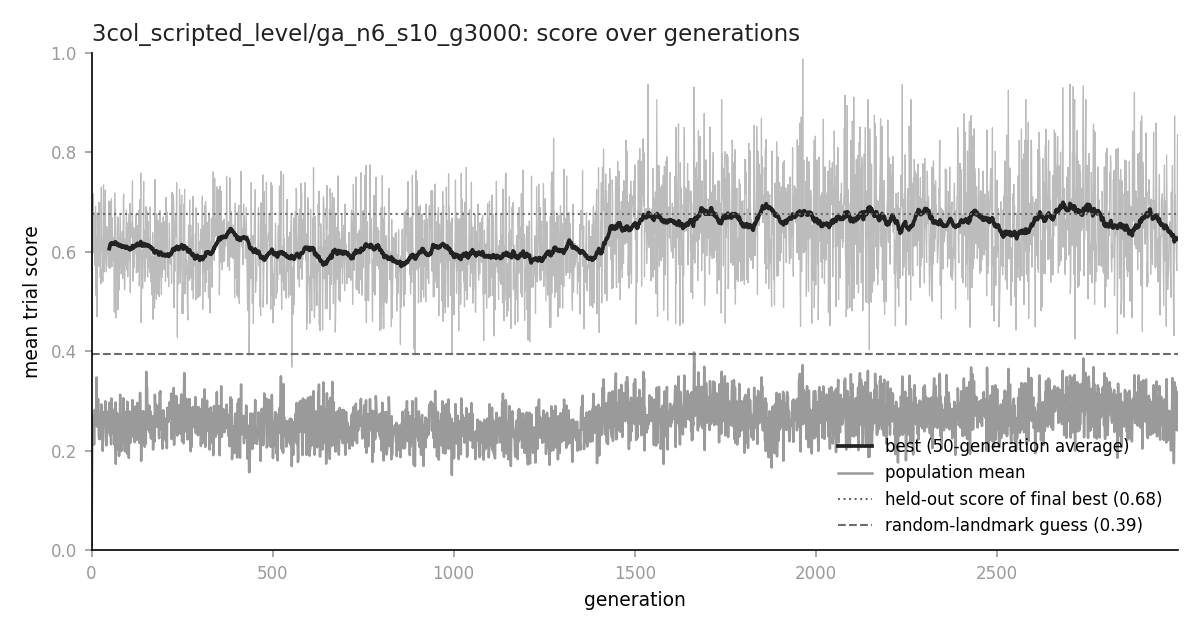 3col_scripted_level/ga_n6_s10_g3000: score over generations
1.0
0.8
0.6
0.4
0.2
0.0
mean trial score
best (50-generation average)
population mean
held-out score of final best (0.68)
random-landmark guess (0.39)
0 500 1000 1500 2000 2500
generation